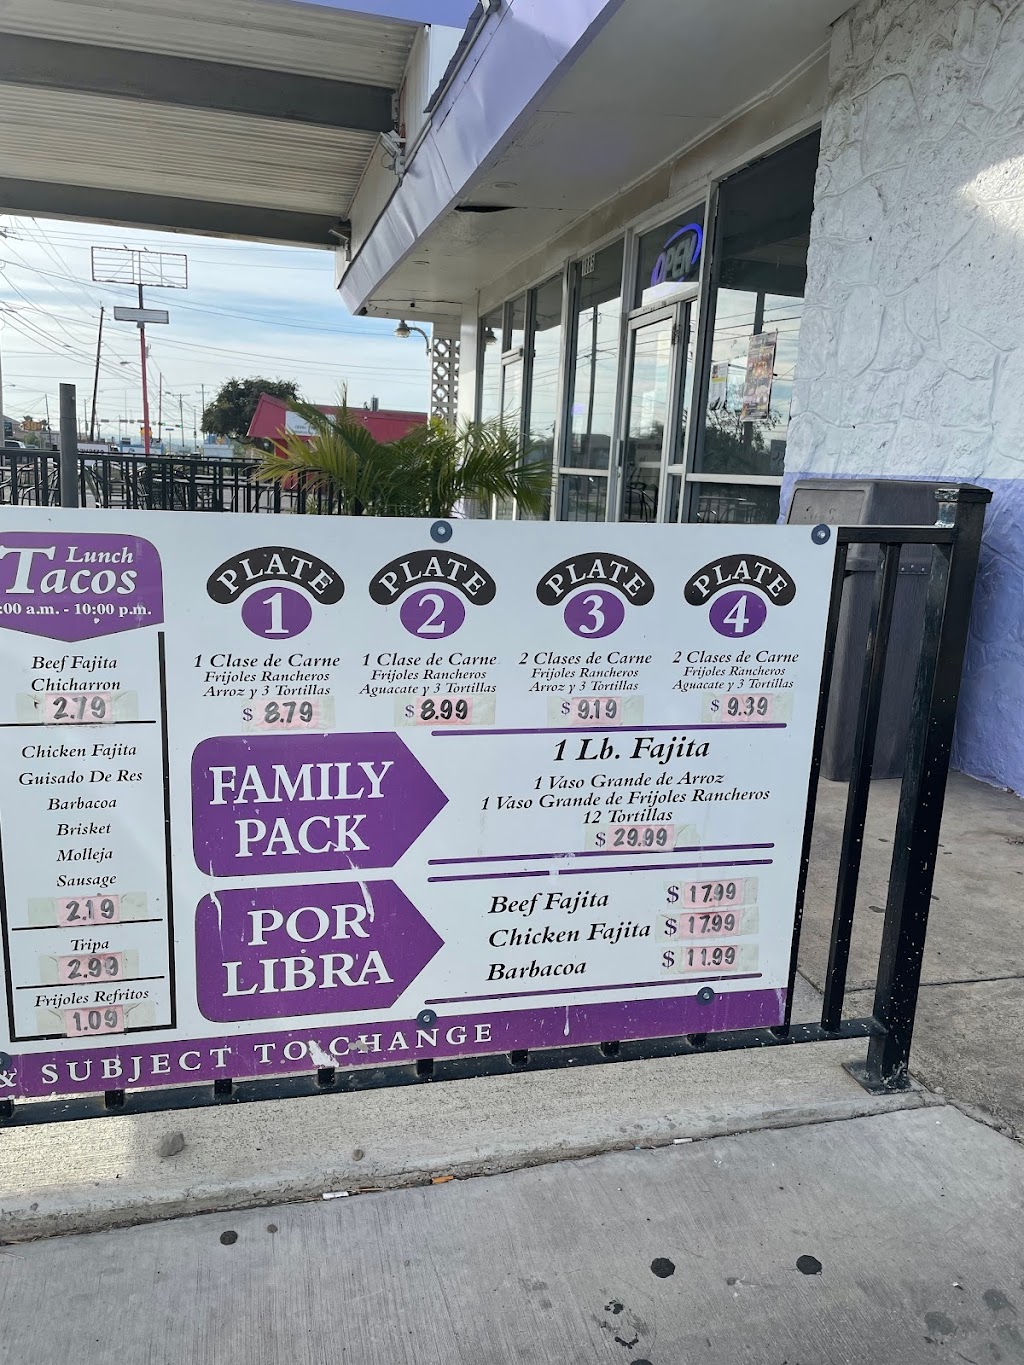 OPEN
Lunch
Tacos
:00 a.m. - 10:00 p.m.
Beef Fajita
Chicharron
2.79
Chicken Fajita
Guisado De Res
Barbacoa
Brisket
Molleja
Sausage
2.19
Tripa
2.99
Frijoles Refritos
1.09
PLATE
1
1 Clase de Carne
Frijoles Rancheros
Arroz y 3 Tortillas
$ 8.79
PLATE
2
1 Clase de Carne
Frijoles Rancheros
Aguacate y 3 Tortillas
$ 8.99
PLATE
3
2 Clases de Carne
Frijoles Rancheros
Arroz y 3 Tortillas
$ 9.19
PLATE
4
2 Clases de Carne
Frijoles Rancheros
Aguacate y 3 Tortillas
$ 9.39
FAMILY
PACK
1 Lb. Fajita
1 Vaso Grande de Arroz
1 Vaso Grande de Frijoles Rancheros
12 Tortillas
$ 29.99
POR
LIBRA
Beef Fajita $ 17.99
Chicken Fajita $ 17.99
Barbacoa $ 11.99
& SUBJECT TO CHANGE